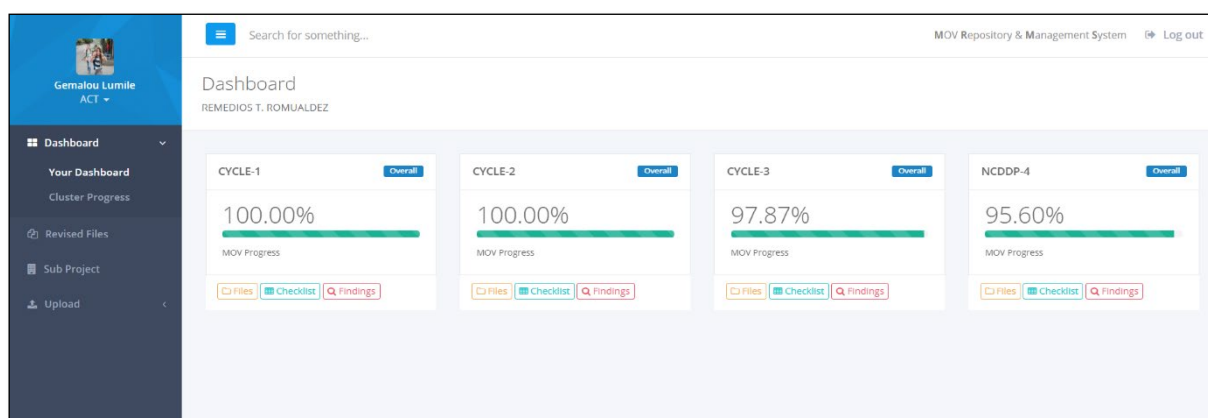 Gemalou Lumile
ACT
Dashboard
Your Dashboard
Cluster Progress
Revised Files
Sub Project
Upload
Search for something...
MOV Repository & Management System
Log out
Dashboard
REMEDIOS T. ROMUALDEZ
CYCLE-1 Overall
100.00%
MOV Progress
Files Checklist Findings
CYCLE-2 Overall
100.00%
MOV Progress
Files Checklist Findings
CYCLE-3 Overall
97.87%
MOV Progress
Files Checklist Findings
NCDDP-4 Overall
95.60%
MOV Progress
Files Checklist Findings